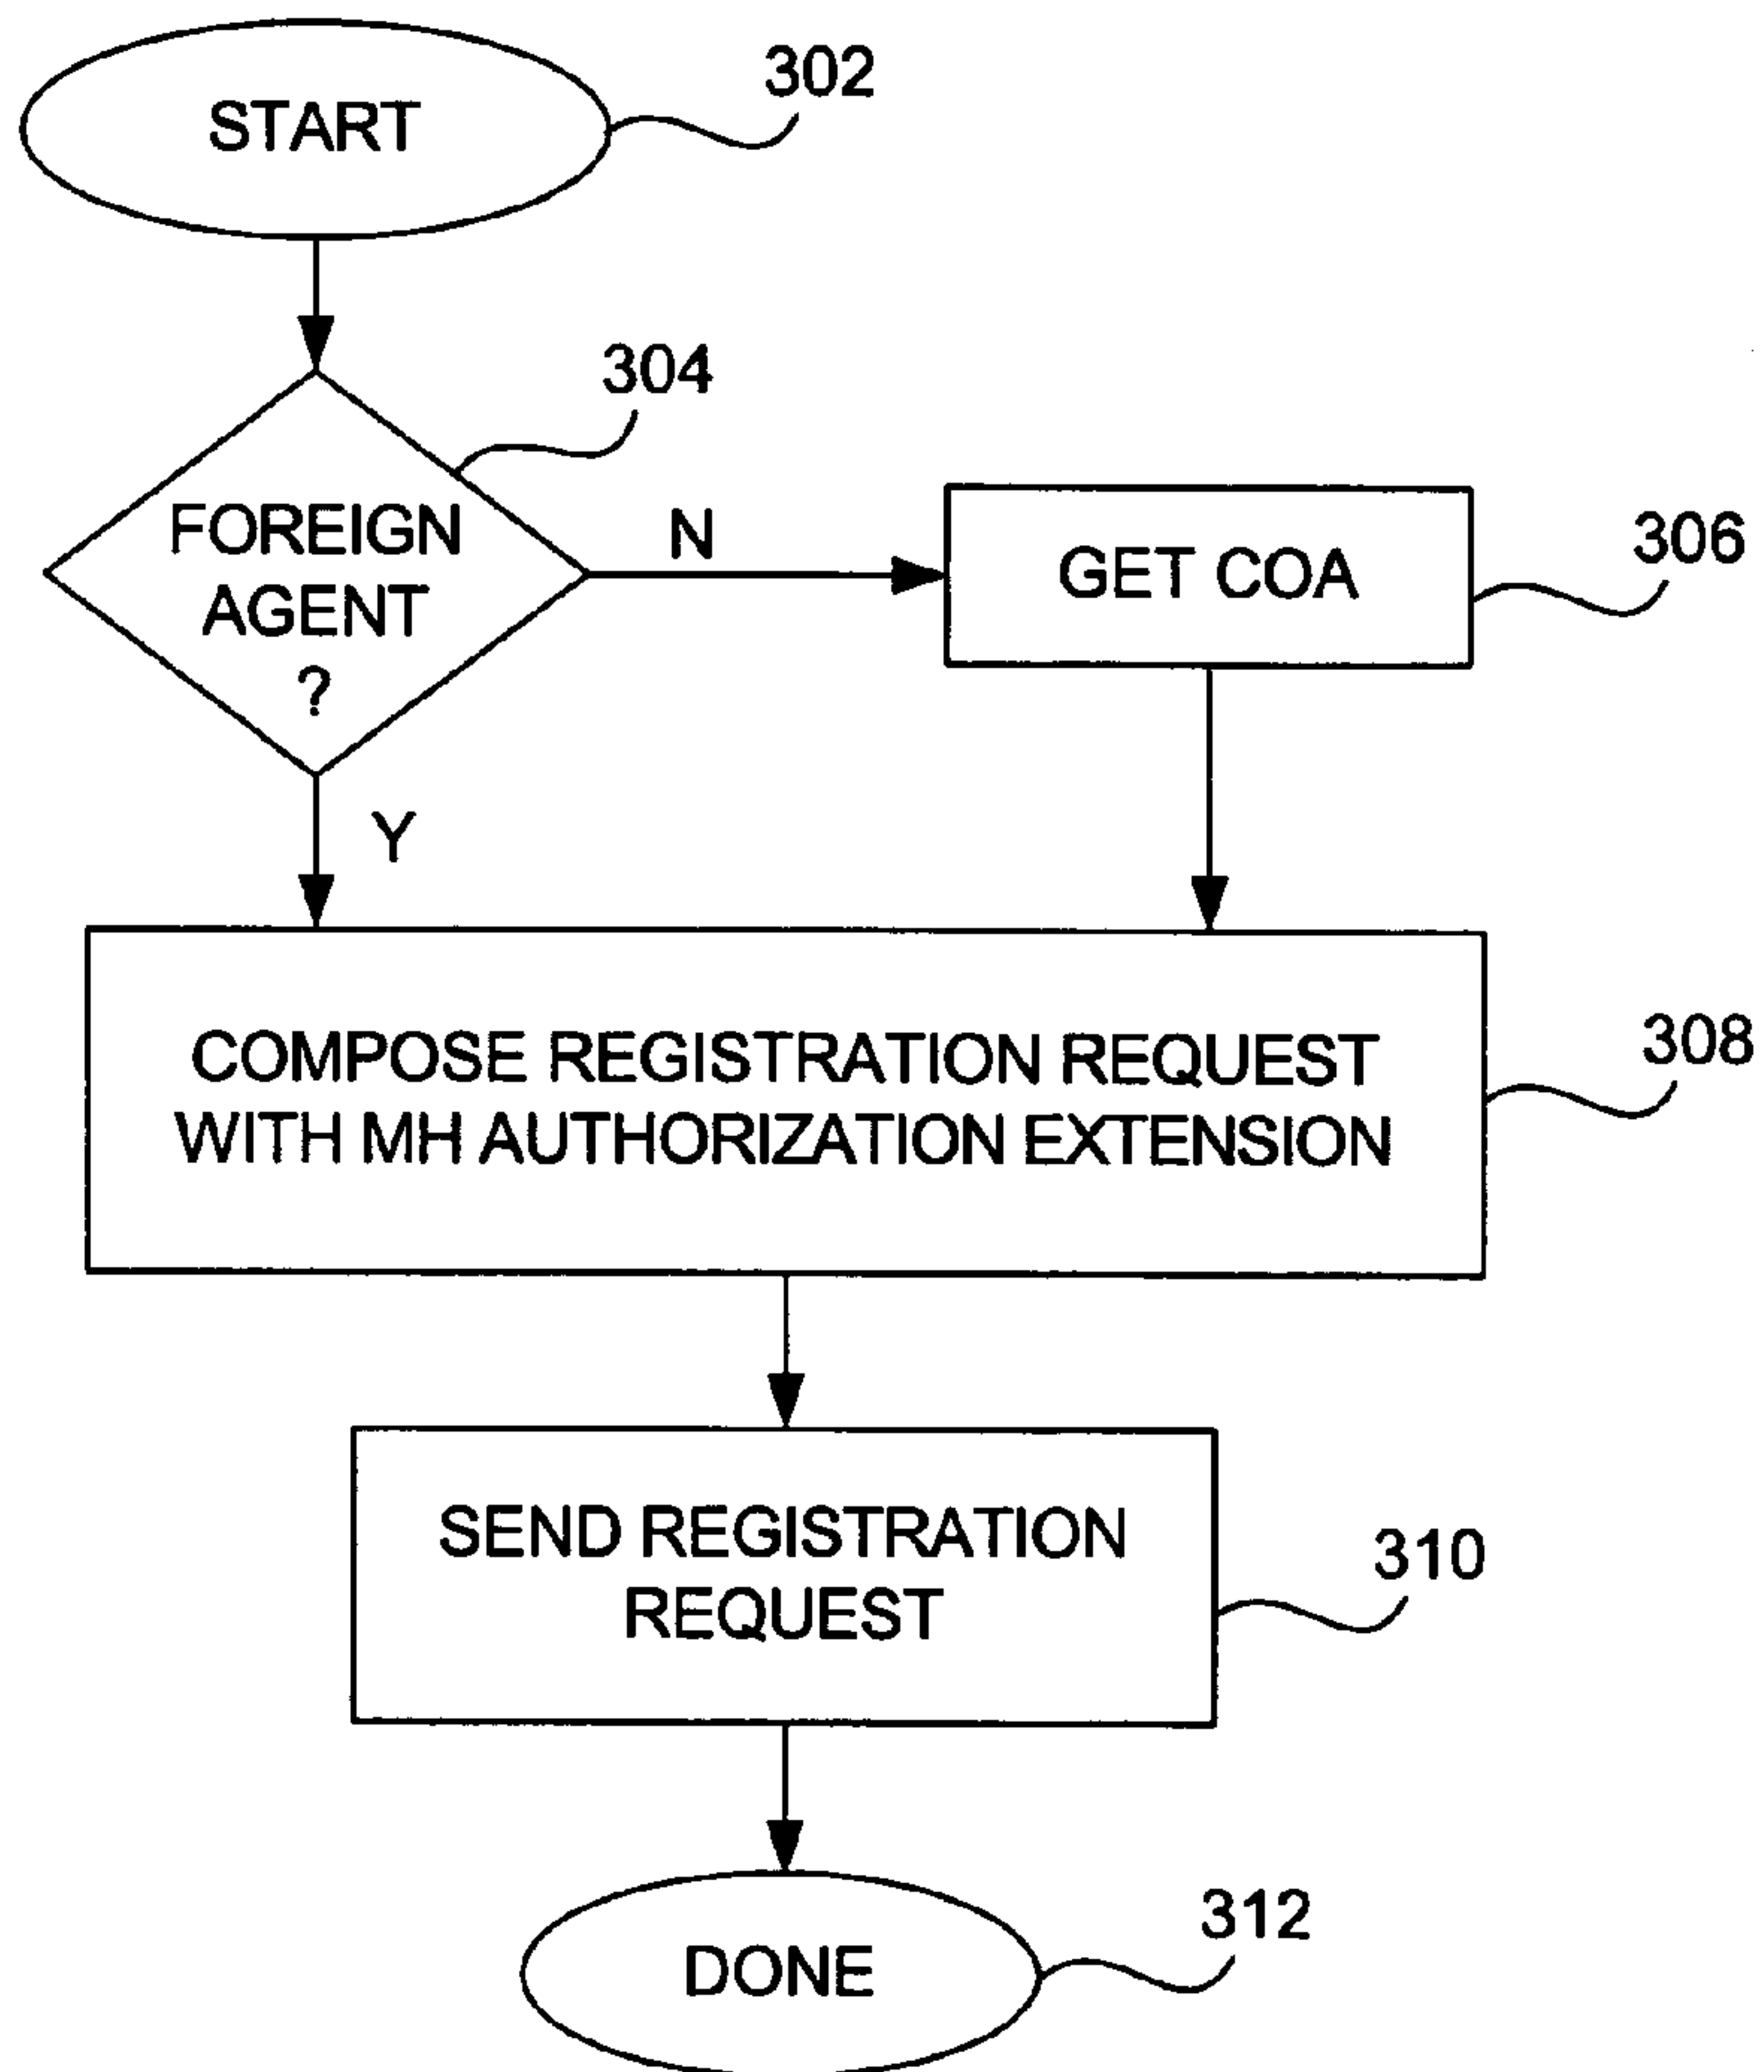 START
302
304
FOREIGN
AGENT
?
N
GET COA
306
Y
COMPOSE REGISTRATION REQUEST
WITH MH AUTHORIZATION EXTENSION
308
SEND REGISTRATION
REQUEST
310
DONE
312